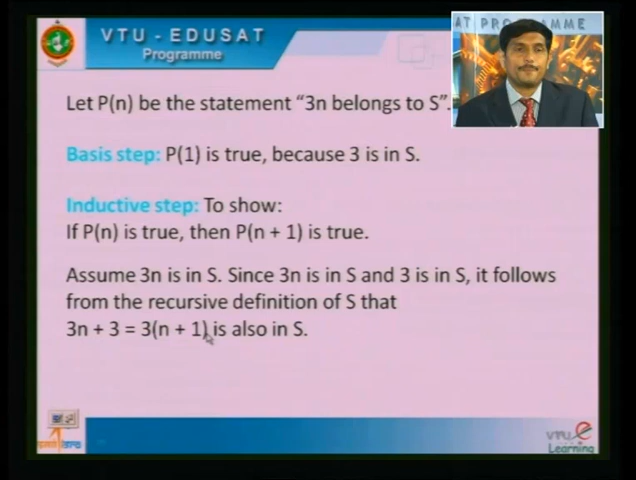 VTU - EDUSAT
Programme
AT PROGRAMME
Let P(n) be the statement “3n belongs to S”.
Basis step: P(1) is true, because 3 is in S.
Inductive step: To show:
If P(n) is true, then P(n + 1) is true.
Assume 3n is in S. Since 3n is in S and 3 is in S, it follows
from the recursive definition of S that
3n + 3 = 3(n + 1) is also in S.
VTU e
Learning